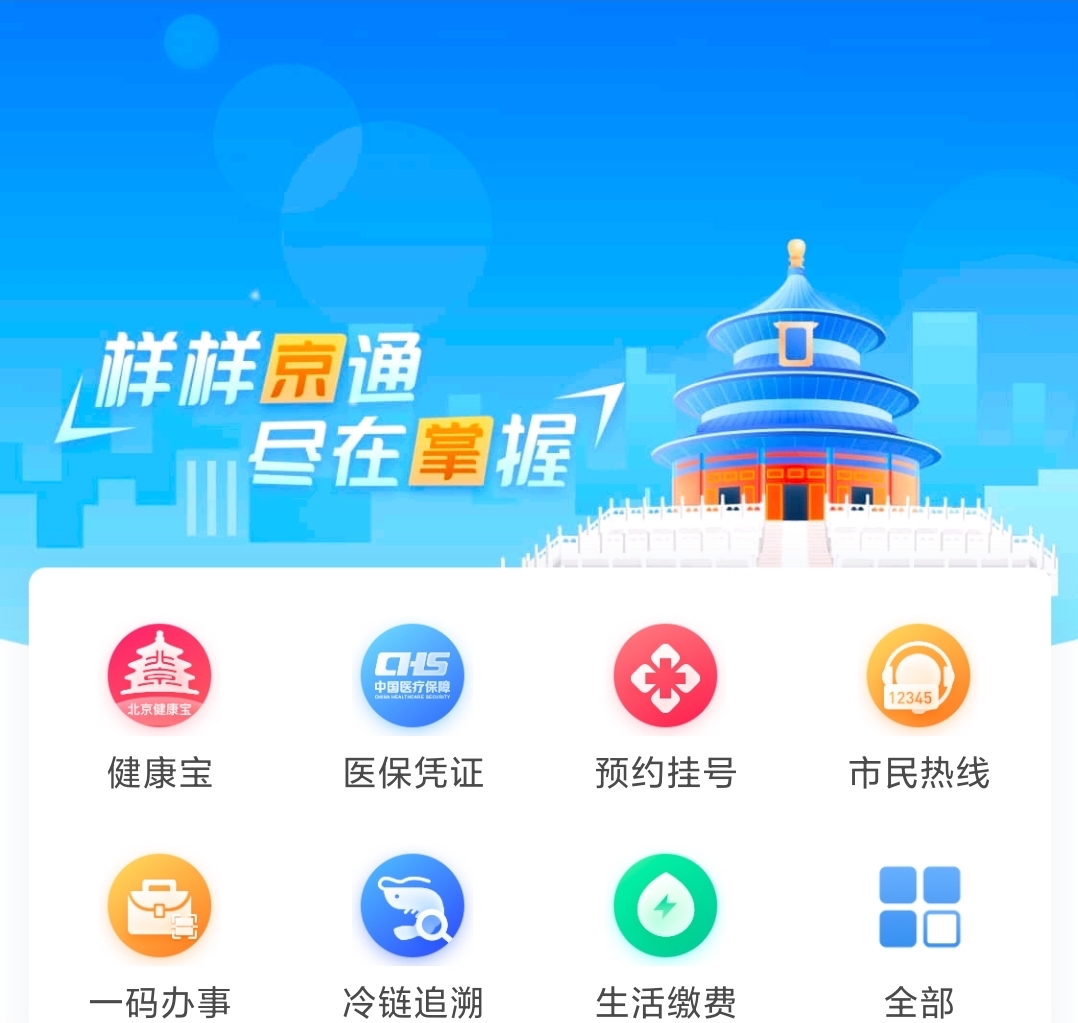 样样京通
尽在掌握
北京
北京健康宝
CHS
中国医疗保障
CHINA HEALTHCARE SECURITY
12345
健康宝
医保凭证
预约挂号
市民热线
一码办事
冷链追溯
生活缴费
全部